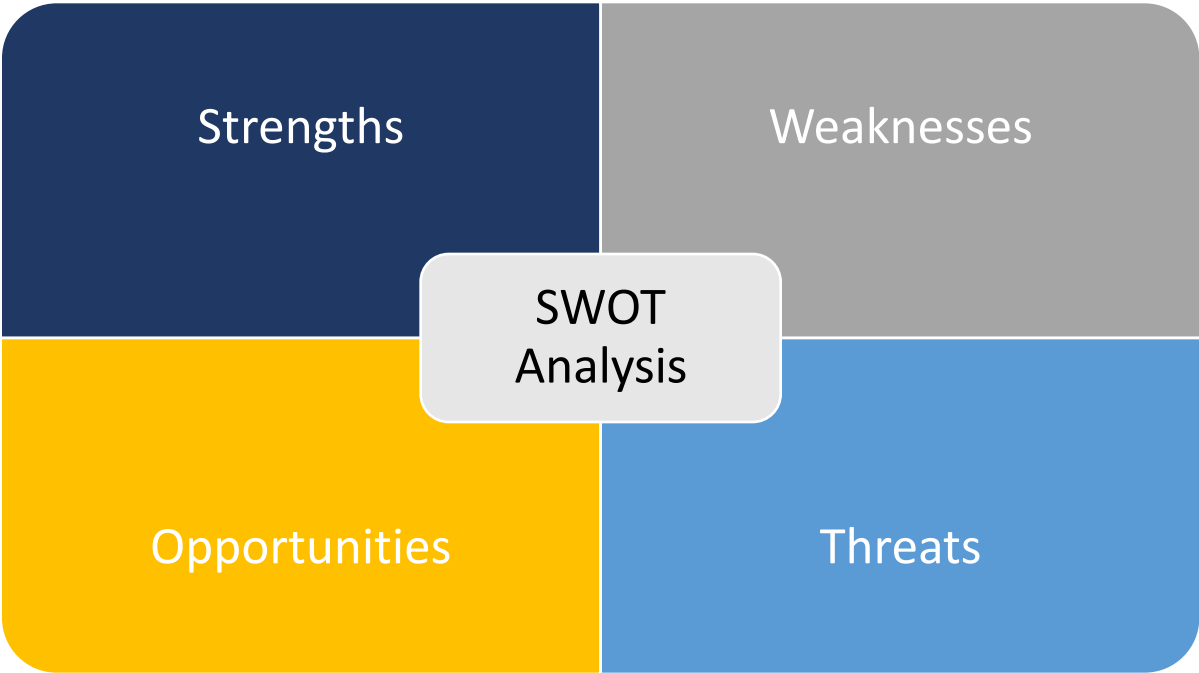 Strengths
Weaknesses
SWOT
Analysis
Opportunities
Threats